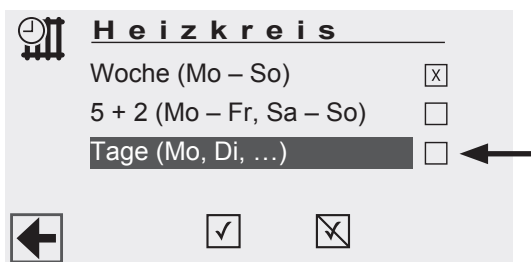 Heizkreis
Woche (Mo – So) X
5 + 2 (Mo – Fr, Sa – So)
Tage (Mo, Di, …)